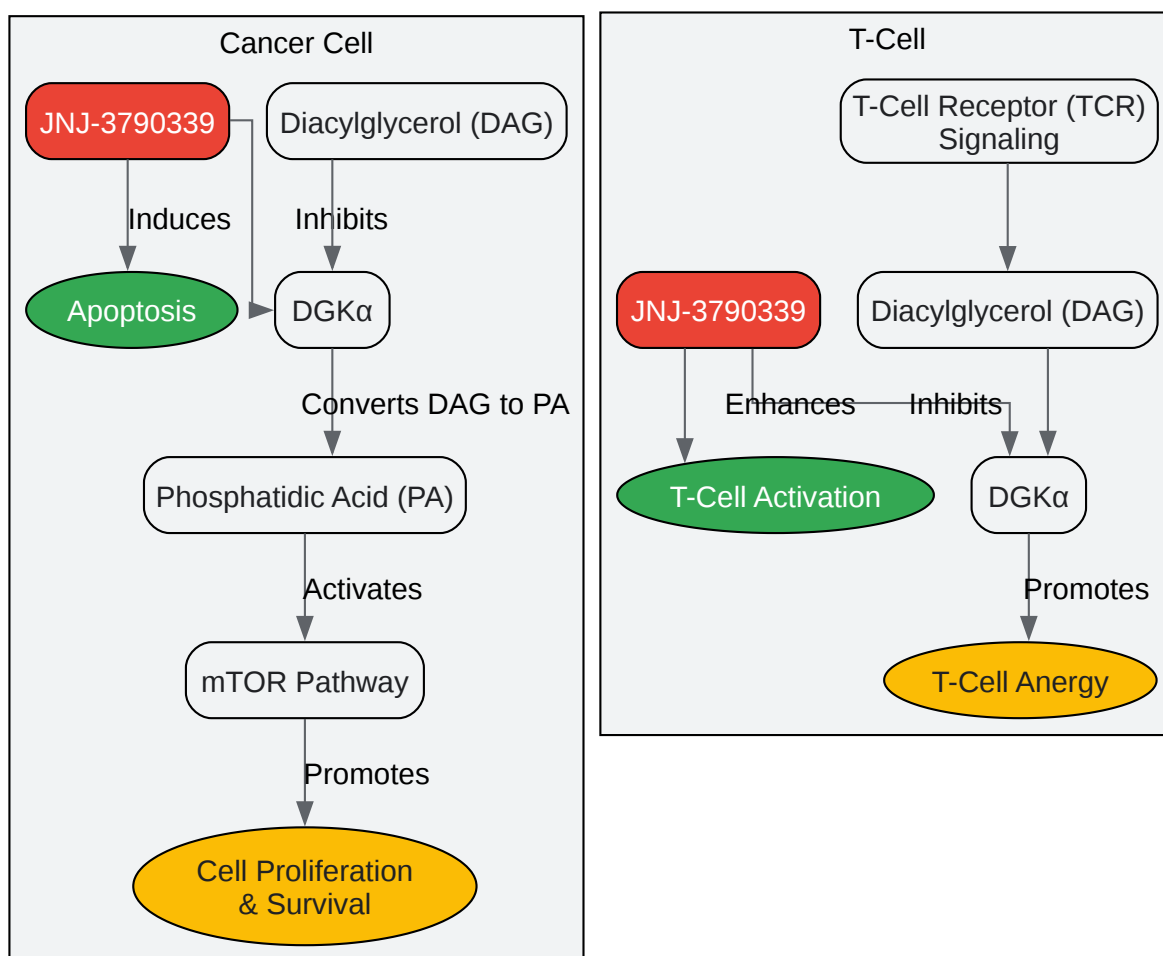 Cancer Cell
JNJ-3790339
Diacylglycerol (DAG)
Induces
Inhibits
Apoptosis
DGKα
Converts DAG to PA
Phosphatidic Acid (PA)
Activates
mTOR Pathway
Promotes
Cell Proliferation
& Survival
T-Cell
T-Cell Receptor (TCR)
Signaling
JNJ-3790339
Diacylglycerol (DAG)
Enhances
Inhibits
T-Cell Activation
DGKα
Promotes
T-Cell Anergy